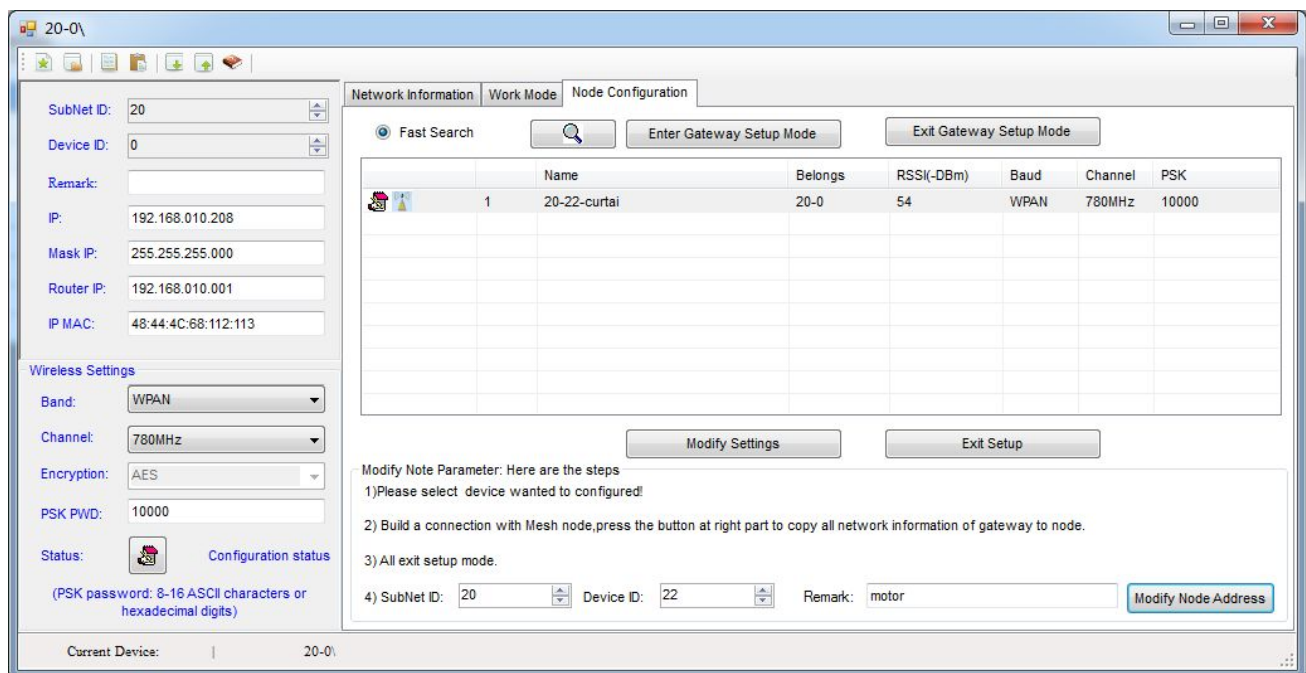 20-0\
SubNet ID: 20
Device ID: 0
Remark:
IP: 192.168.010.208
Mask IP: 255.255.255.000
Router IP: 192.168.010.001
IP MAC: 48:44:4C:68:112:113
Wireless Settings
Band: WPAN
Channel: 780MHz
Encryption: AES
PSK PWD: 10000
Status: Configuration status
(PSK password: 8-16 ASCII characters or
hexadecimal digits)
Network Information Work Mode Node Configuration
Fast Search Enter Gateway Setup Mode Exit Gateway Setup Mode
Name Belongs RSSI(-DBm) Baud Channel PSK
1 20-22-curtai 20-0 54 WPAN 780MHz 10000
Modify Settings Exit Setup
Modify Note Parameter: Here are the steps
1)Please select device wanted to configured!
2) Build a connection with Mesh node,press the button at right part to copy all network information of gateway to node.
3) All exit setup mode.
4) SubNet ID: 20 Device ID: 22 Remark: motor Modify Node Address
Current Device: | 20-0\